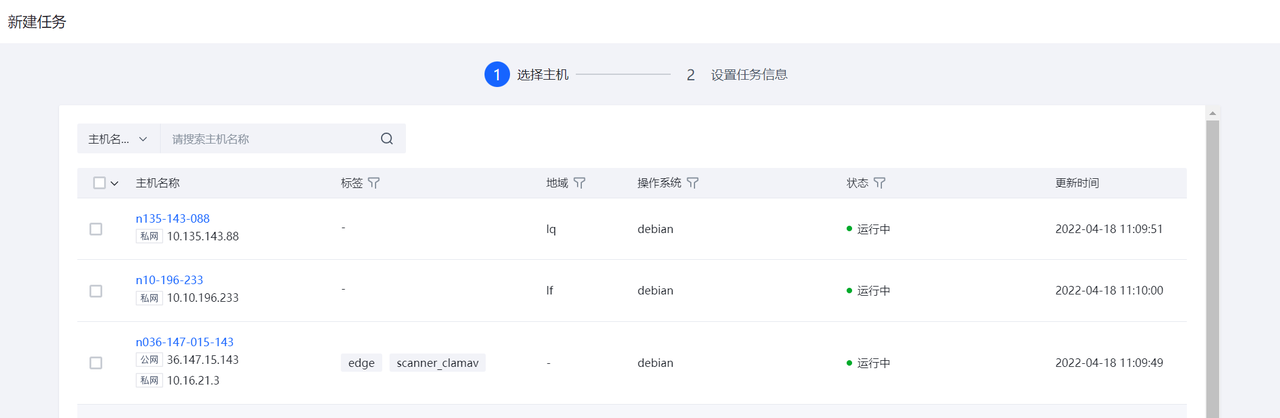 新建任务
1 选择主机 2 设置任务信息
主机名... 请搜索主机名称
主机名称 标签 地域 操作系统 状态 更新时间
n135-143-088
私网 10.135.143.88 - lq debian 运行中 2022-04-18 11:09:51
n10-196-233
私网 10.10.196.233 - lf debian 运行中 2022-04-18 11:10:00
n036-147-015-143
公网 36.147.15.143 edge scanner_clamav - debian 运行中 2022-04-18 11:09:49
私网 10.16.21.3